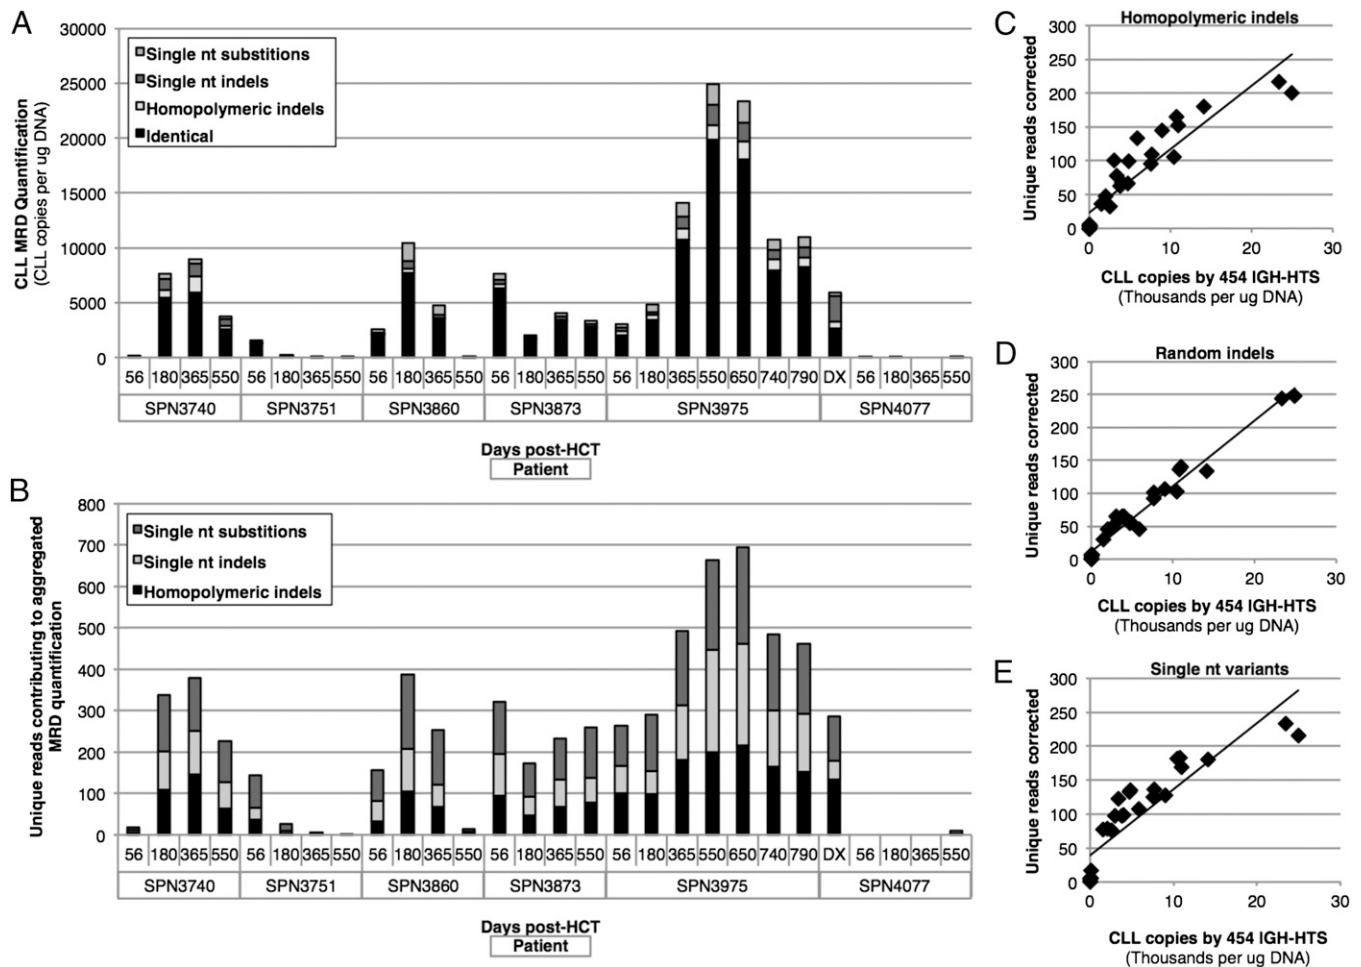 A
30000
25000
20000
15000
10000
5000
0
CLL MRD Quantification
(CLL copies per ug DNA)
Single nt substitions
Single nt indels
Homopolymeric indels
Identical
56 180 365 550 56 180 365 550 56 180 365 550 56 180 365 550 56 180 365 550 650 740 790 DX 56 180 365 550
SPN3740 SPN3751 SPN3860 SPN3873 SPN3975 SPN4077
Days post-HCT
Patient
B
800
700
600
500
400
300
200
100
0
Unique reads contributing to aggregated
MRD quantification
Single nt substitions
Single nt indels
Homopolymeric indels
56 180 365 550 56 180 365 550 56 180 365 550 56 180 365 550 56 180 365 550 650 740 790 DX 56 180 365 550
SPN3740 SPN3751 SPN3860 SPN3873 SPN3975 SPN4077
Days post-HCT
Patient
C
Homopolymeric indels
300
250
200
150
100
50
0
Unique reads corrected
0 10 20 30
CLL copies by 454 IGH-HTS
(Thousands per ug DNA)
D
Random indels
300
250
200
150
100
50
0
Unique reads corrected
0 10 20 30
CLL copies by 454 IGH-HTS
(Thousands per ug DNA)
E
Single nt variants
300
250
200
150
100
50
0
Unique reads corrected
0 10 20 30
CLL copies by 454 IGH-HTS
(Thousands per ug DNA)